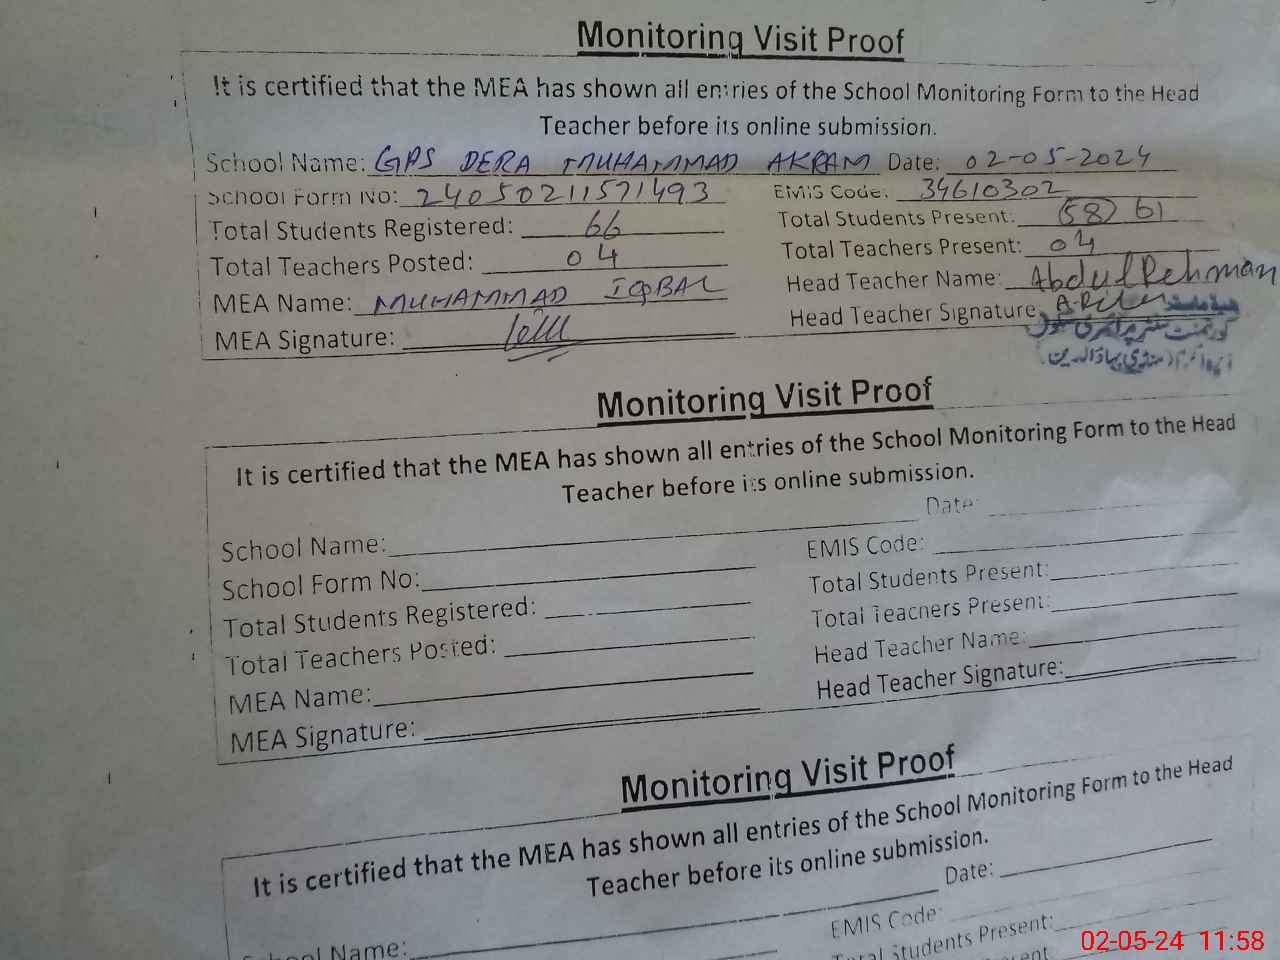 Monitoring Visit Proof
It is certified that the MEA has shown all entries of the School Monitoring Form to the Head
Teacher before its online submission.
School Name: GPS DERA MUHAMMAD AKRAM Date: 02-05-2024
School Form No: 24050211571493 EMIS Code: 34610302
Total Students Registered: 66 Total Students Present: (58) 61
Total Teachers Posted: 04 Total Teachers Present: 04
MEA Name: MUHAMMAD IQBAL Head Teacher Name: Abdul Rehman
MEA Signature: Head Teacher Signature
Monitoring Visit Proof
It is certified that the MEA has shown all entries of the School Monitoring Form to the Head
Teacher before its online submission.
School Name: Date:
School Form No: EMIS Code:
Total Students Registered: Total Students Present:
Total Teachers Posted: Total Teachers Present:
MEA Name: Head Teacher Name:
MEA Signature: Head Teacher Signature:
Monitoring Visit Proof
It is certified that the MEA has shown all entries of the School Monitoring Form to the Head
Teacher before its online submission.
Date:
School Name: EMIS Code:
Total Students Present:
02-05-24 11:58